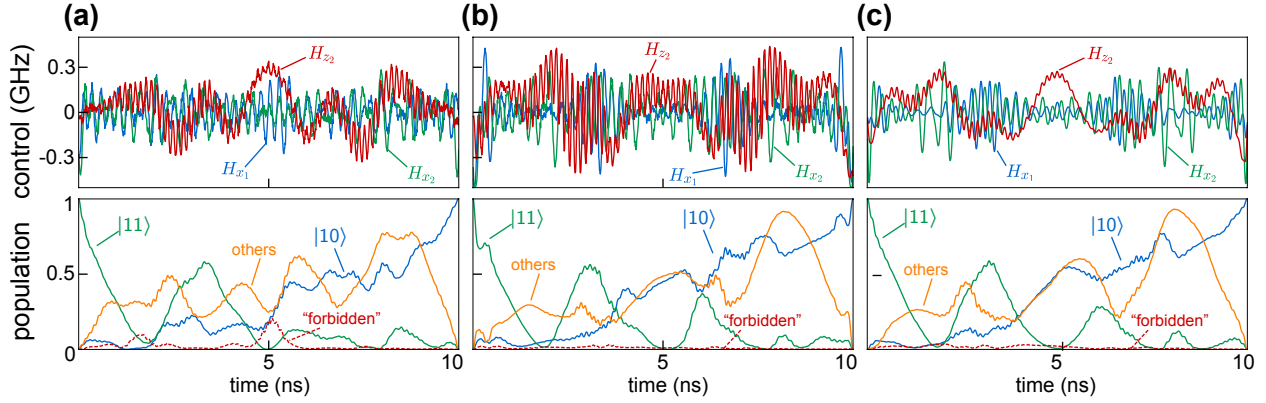 (a)
(b)
(c)
control (GHz)
0.3
0
-0.3
H_{z_2}
H_{x_1}
H_{x_2}
H_{z_2}
H_{x_1}
H_{x_2}
H_{z_2}
H_{x_1}
H_{x_2}
population
1
0.5
0
|11⟩
others
|10⟩
"forbidden"
5
10
time (ns)
|11⟩
others
|10⟩
"forbidden"
5
10
time (ns)
|11⟩
others
|10⟩
"forbidden"
5
10
time (ns)